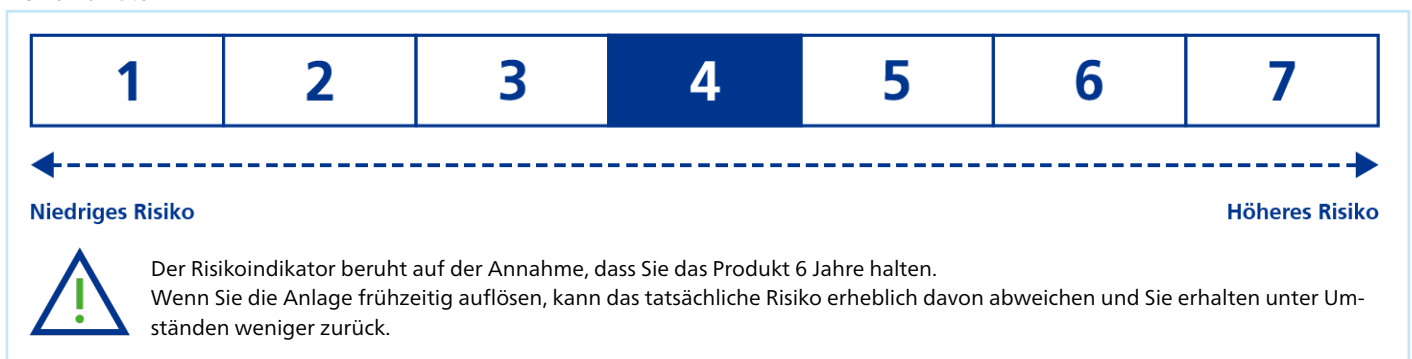 1 2 3 4 5 6 7
Niedriges Risiko Höheres Risiko
Der Risikoindikator beruht auf der Annahme, dass Sie das Produkt 6 Jahre halten.
Wenn Sie die Anlage frühzeitig auflösen, kann das tatsächliche Risiko erheblich davon abweichen und Sie erhalten unter Um-
ständen weniger zurück.